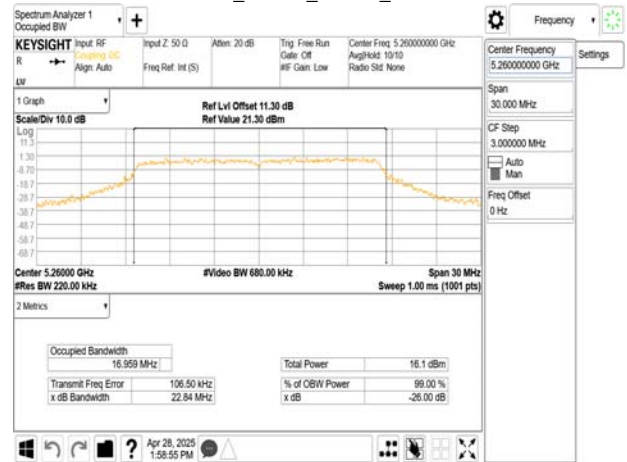 Spectrum Analyzer 1
Occupied BW
Frequency
KEYSIGHT
R
LVI
Input: RF
Coupling: DC
Align: Auto
Input Z: 50 Ω
Freq Ref: Int (S)
Atten: 20 dB
Trig: Free Run
Gate: Off
#IF Gain: Low
Center Freq: 5.260000000 GHz
Avg|Hold: 10/10
Radio Std: None
Center Frequency
5.260000000 GHz
Settings
Span
30.000 MHz
CF Step
3.000000 MHz
Auto
Man
Freq Offset
0 Hz
1 Graph
Scale/Div 10.0 dB
Ref Lvl Offset 11.30 dB
Ref Value 21.30 dBm
Log
11.3
1.30
-8.70
-18.7
-28.7
-38.7
-48.7
-58.7
-68.7
Center 5.26000 GHz
#Res BW 220.00 kHz
#Video BW 680.00 kHz
Span 30 MHz
Sweep 1.00 ms (1001 pts)
2 Metrics
Occupied Bandwidth
16.959 MHz
Transmit Freq Error 106.50 kHz
x dB Bandwidth 22.84 MHz
Total Power 16.1 dBm
% of OBW Power 99.00 %
x dB -26.00 dB
Apr 28, 2025
1:58:55 PM